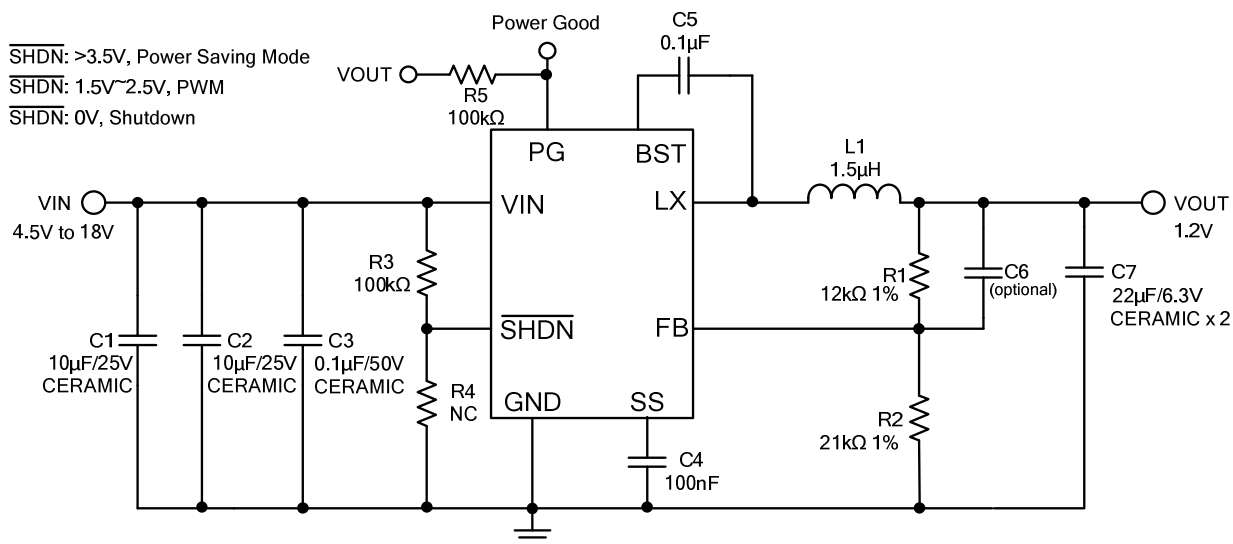 SHDN: >3.5V, Power Saving Mode
SHDN: 1.5V~2.5V, PWM
SHDN: 0V, Shutdown
Power Good
VOUT
R5
100kΩ
C5
0.1µF
PG
BST
L1
1.5µH
VIN
4.5V to 18V
VIN
LX
VOUT
1.2V
R3
100kΩ
R1
12kΩ 1%
C6
(optional)
C7
22µF/6.3V
CERAMIC x 2
SHDN
FB
C1
10µF/25V
CERAMIC
C2
10µF/25V
CERAMIC
C3
0.1µF/50V
CERAMIC
R4
NC
GND
SS
R2
21kΩ 1%
C4
100nF